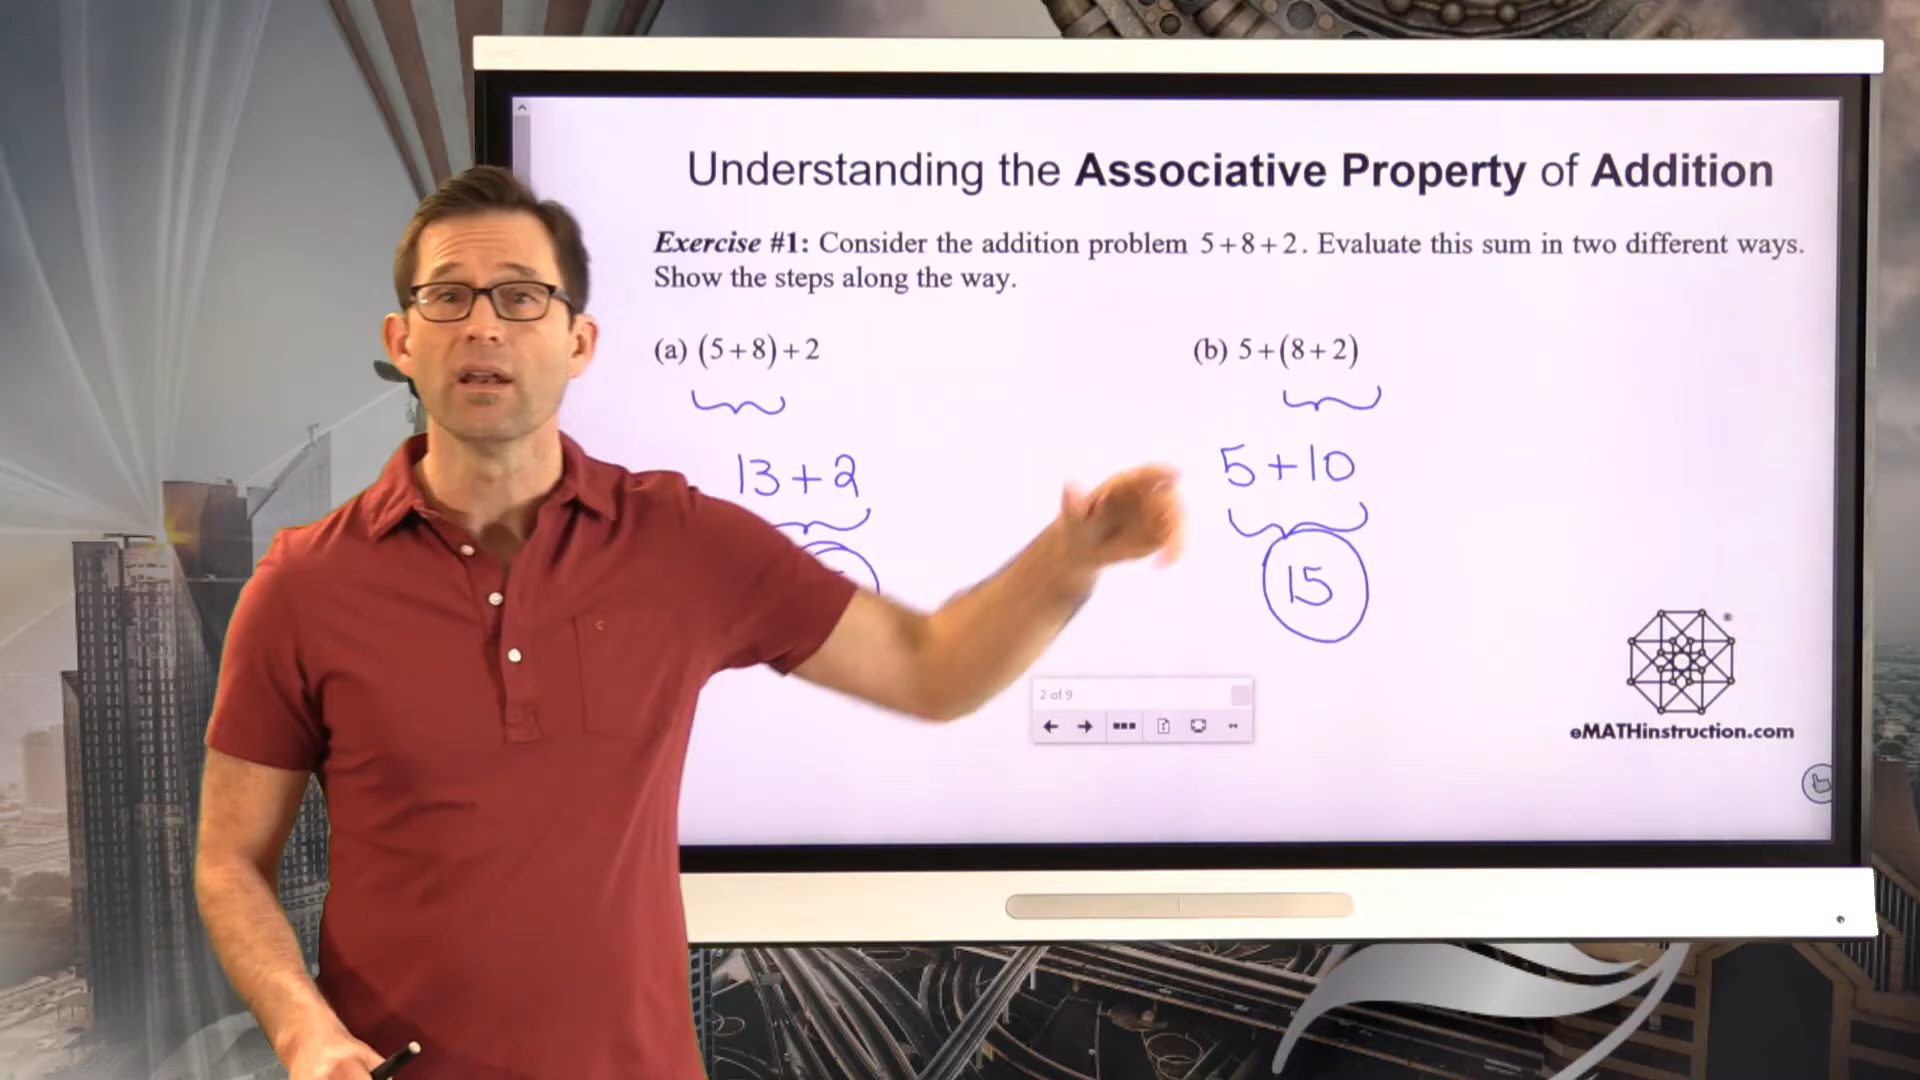 Understanding the Associative Property of Addition
Exercise #1: Consider the addition problem 5+8+2. Evaluate this sum in two different ways.
Show the steps along the way.
(a) (5+8)+2
(b) 5+(8+2)
13+2
5+10
15
2 of 9
®
eMATHinstruction.com